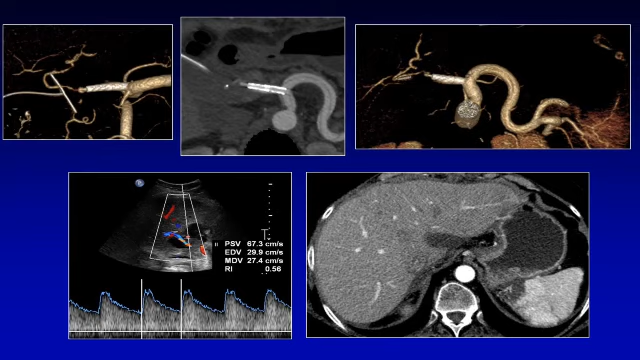 PSV 67.3 cm/s
EDV 29.9 cm/s
MDV 27.4 cm/s
RI 0.56